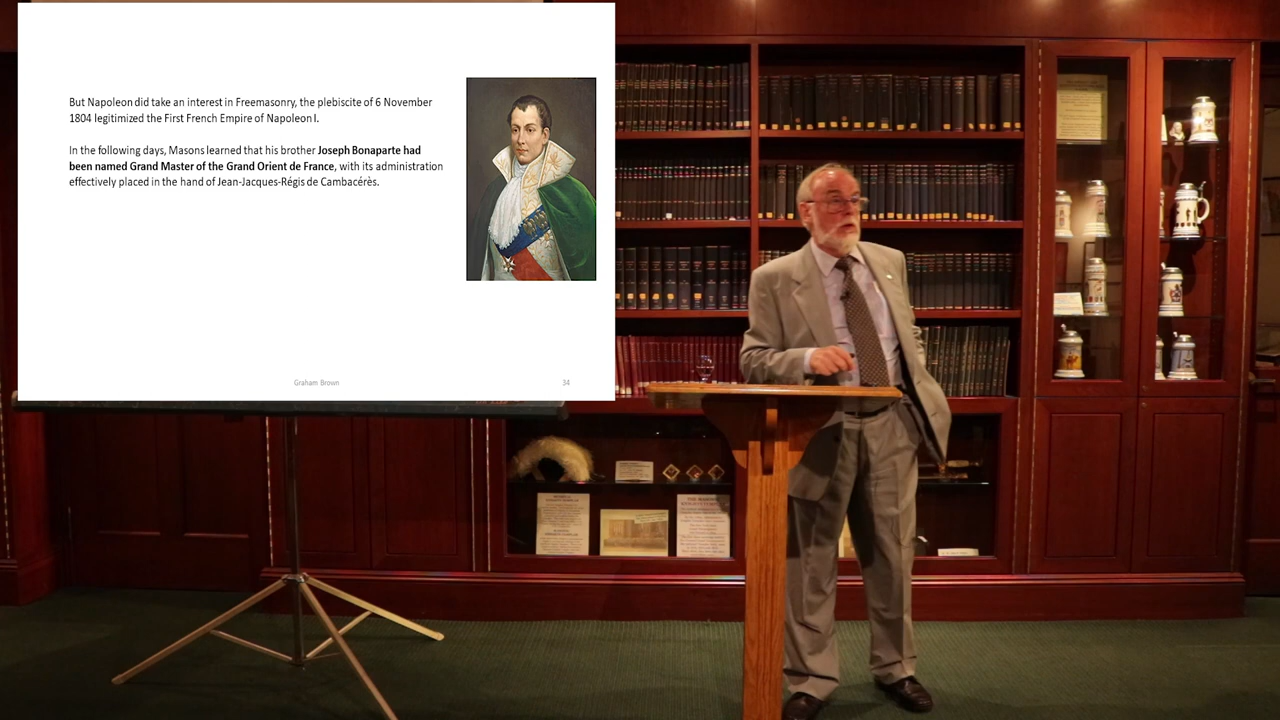 But Napoleon did take an interest in Freemasonry, the plebiscite of 6 November
1804 legitimized the First French Empire of Napoleon I.
In the following days, Masons learned that his brother Joseph Bonaparte had
been named Grand Master of the Grand Orient de France, with its administration
effectively placed in the hand of Jean-Jacques-Régis de Cambacérès.
Graham Brown
34